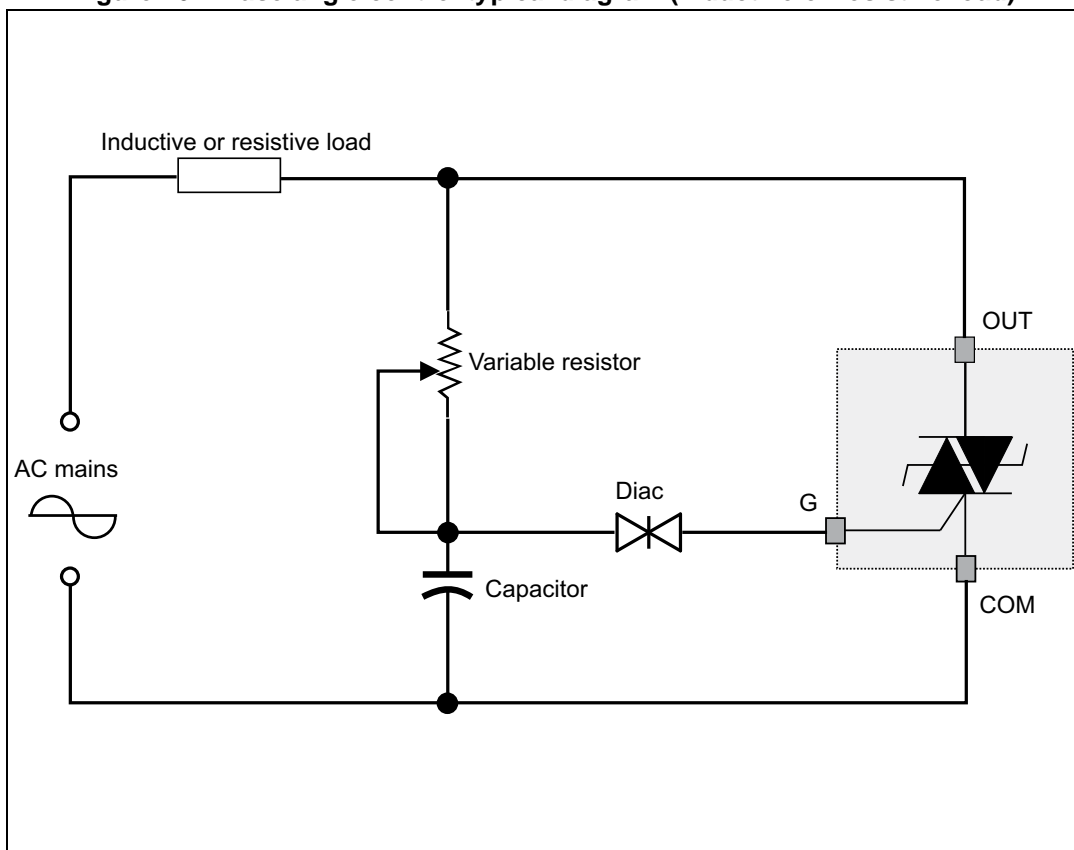 Inductive or resistive load
OUT
Variable resistor
AC mains
Diac
G
Capacitor
COM